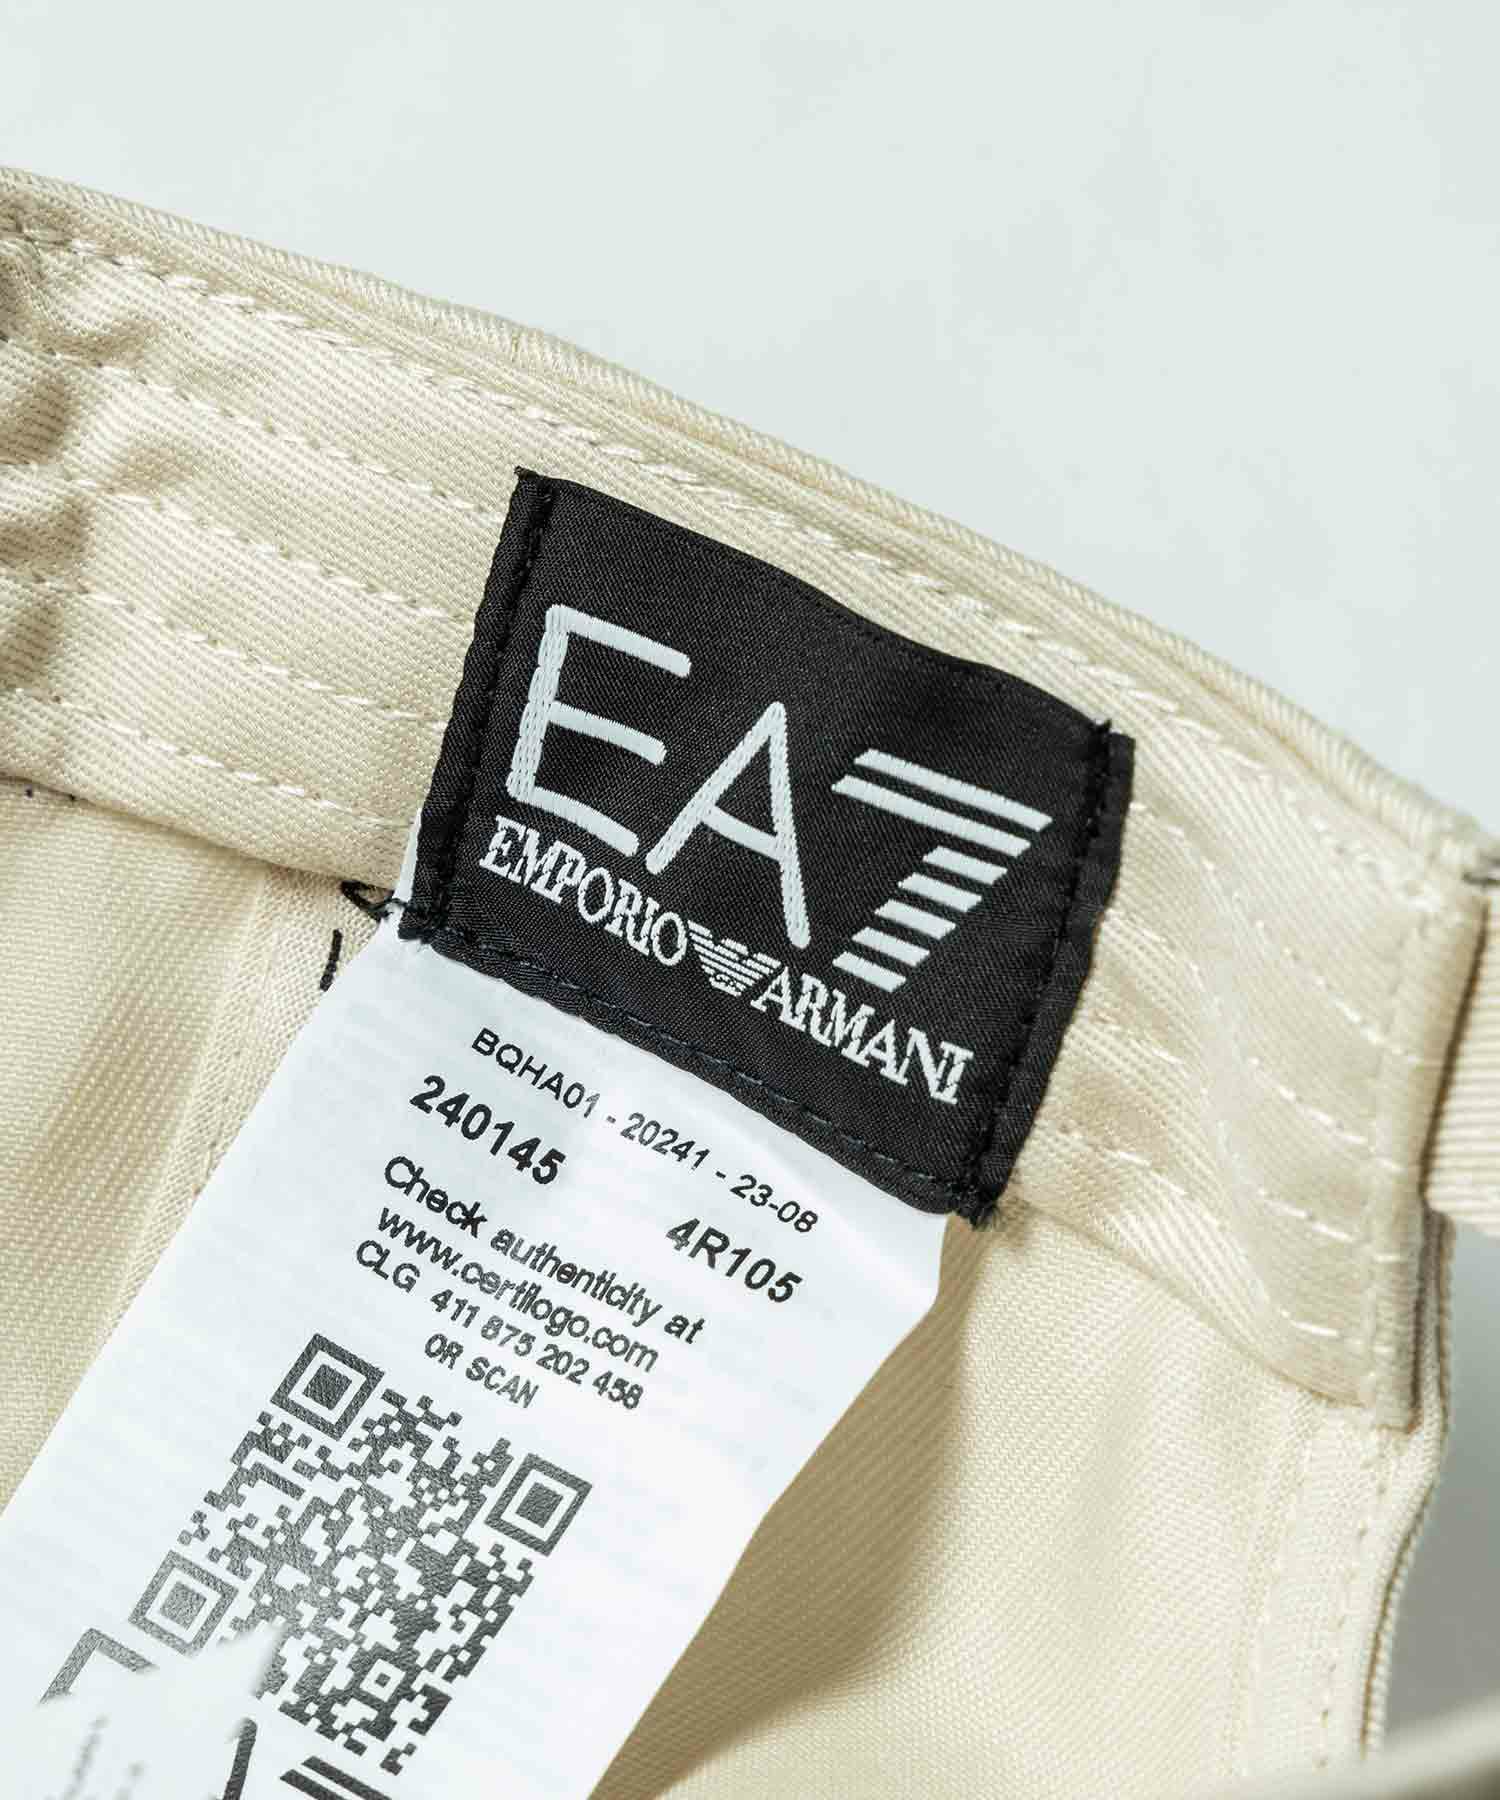 EA7
EMPORIO ARMANI
BQHA01 - 20241 - 23-08
240145 4R105
Check authenticity at
www.certilogo.com
CLG 411 675 202 458
OR SCAN